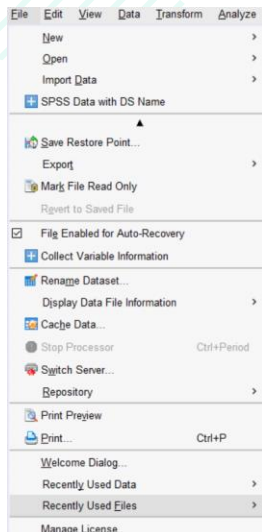 File Edit View Data Transform Analyze
New
Open
Import Data
SPSS Data with DS Name
Save Restore Point...
Export
Mark File Read Only
Revert to Saved File
File Enabled for Auto-Recovery
Collect Variable Information
Rename Dataset...
Display Data File Information
Cache Data...
Stop Processor Ctrl+Period
Switch Server...
Repository
Print Preview
Print... Ctrl+P
Welcome Dialog...
Recently Used Data
Recently Used Files
Manage License